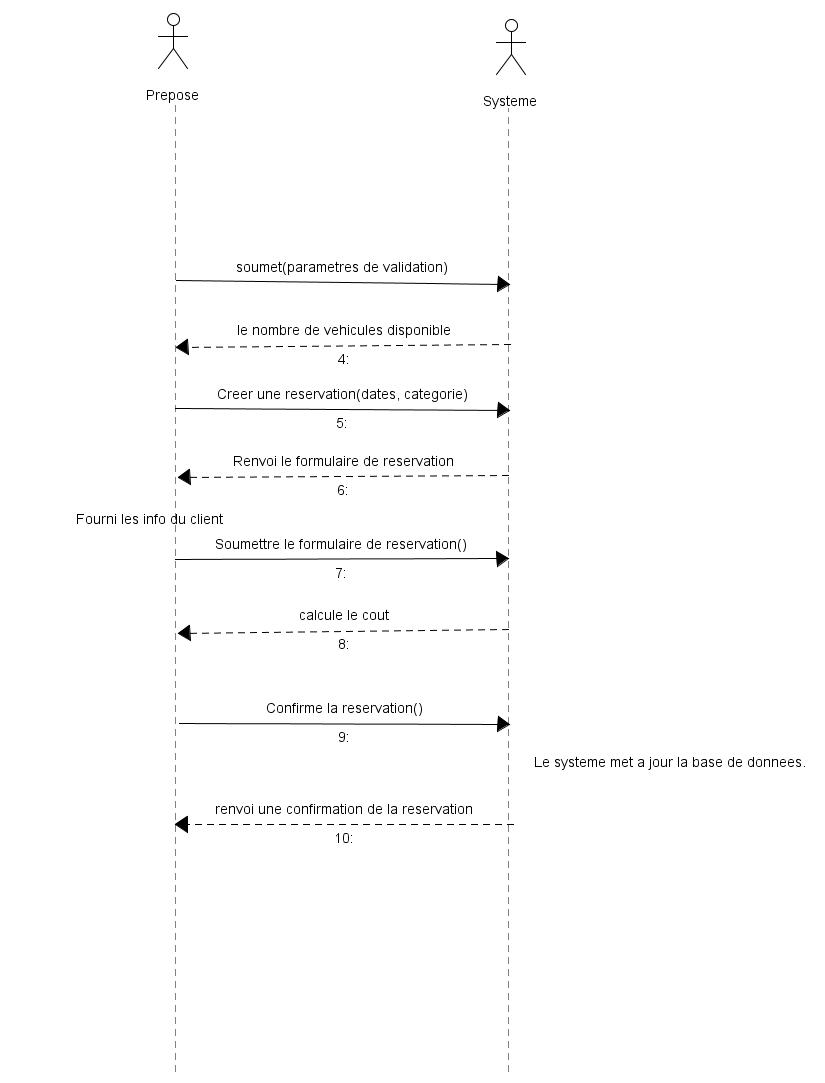 Prepose
Systeme
soumet(parametres de validation)
le nombre de vehicules disponible
4:
Creer une reservation(dates, categorie)
5:
Renvoi le formulaire de reservation
6:
Fourni les info du client
Soumettre le formulaire de reservation()
7:
calcule le cout
8:
Confirme la reservation()
9:
Le systeme met a jour la base de donnees.
renvoi une confirmation de la reservation
10: